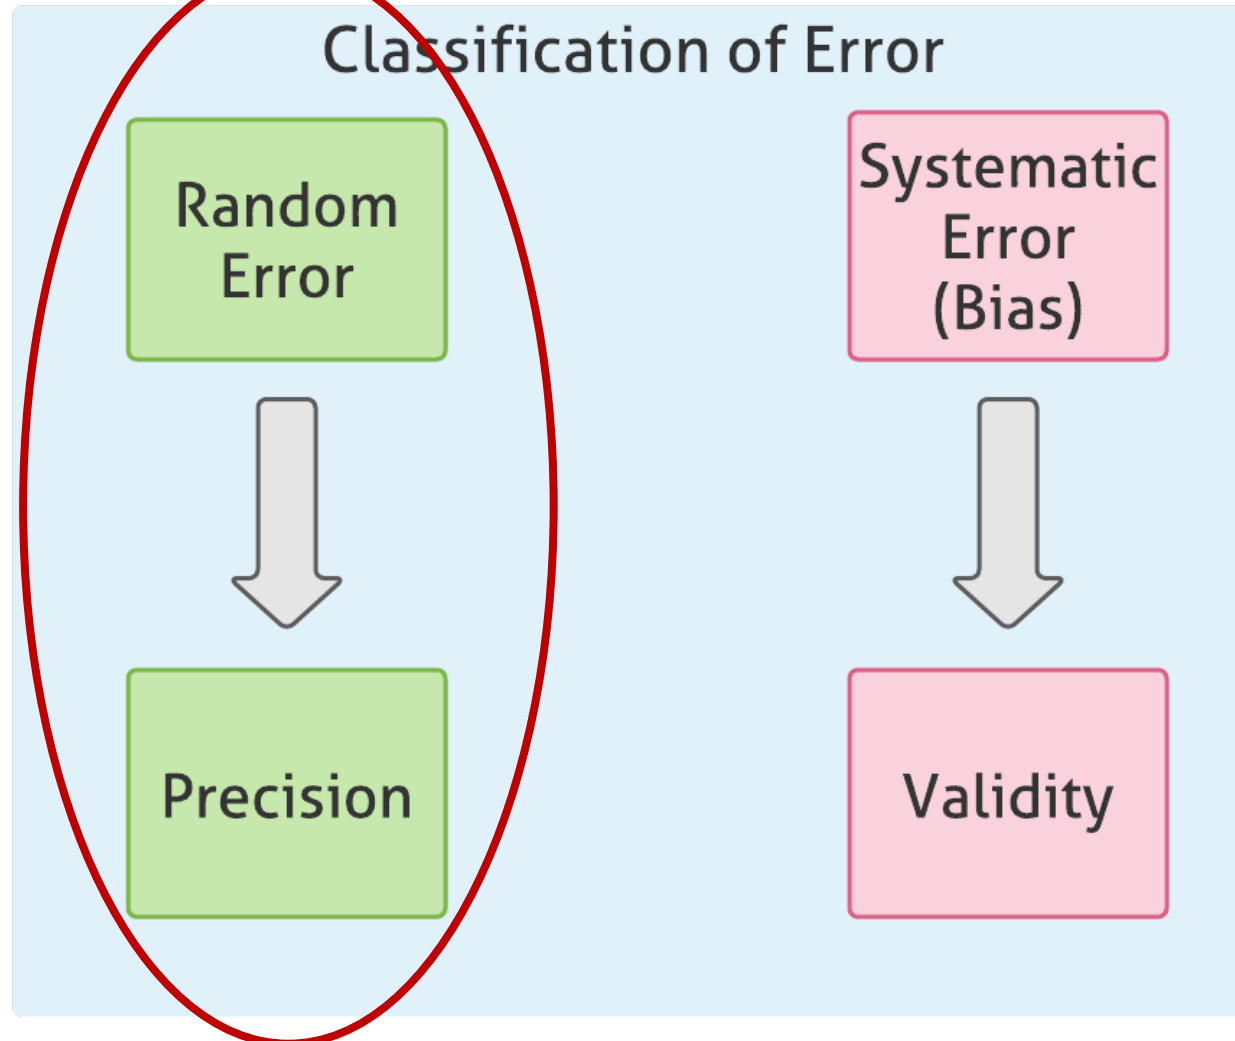 Classification of Error
Random
Error
Systematic
Error
(Bias)
Precision
Validity